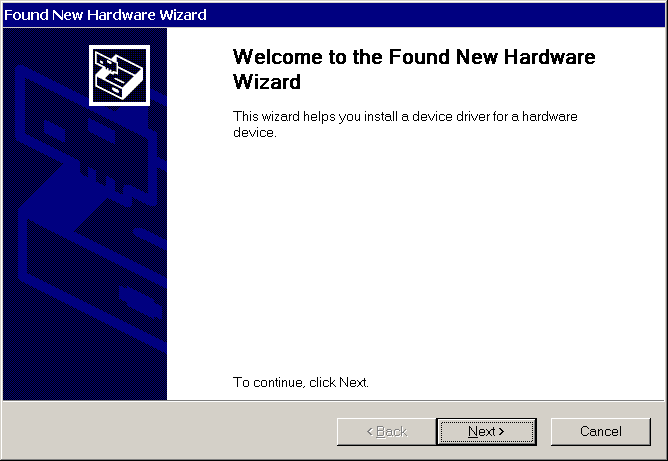 Found New Hardware Wizard
Welcome to the Found New Hardware
Wizard
This wizard helps you install a device driver for a hardware
device.
To continue, click Next.
< Back
Next >
Cancel